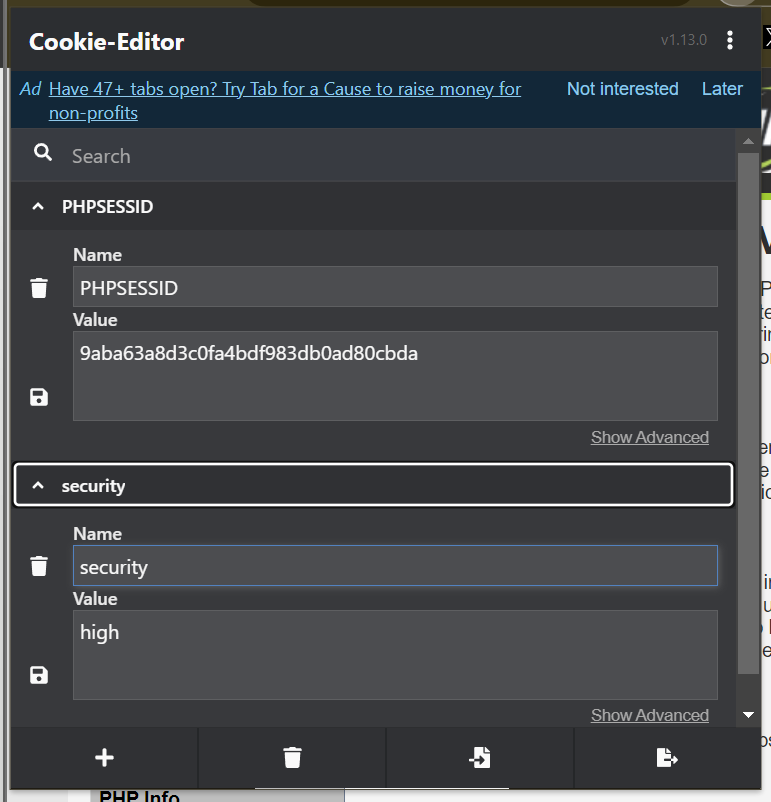 Cookie-Editor
v1.13.0
Ad Have 47+ tabs open? Try Tab for a Cause to raise money for
non-profits
Not interested
Later
Search
PHPSESSID
Name
PHPSESSID
Value
9aba63a8d3c0fa4bdf983db0ad80cbda
Show Advanced
security
Name
security
Value
high
Show Advanced
PHP Info